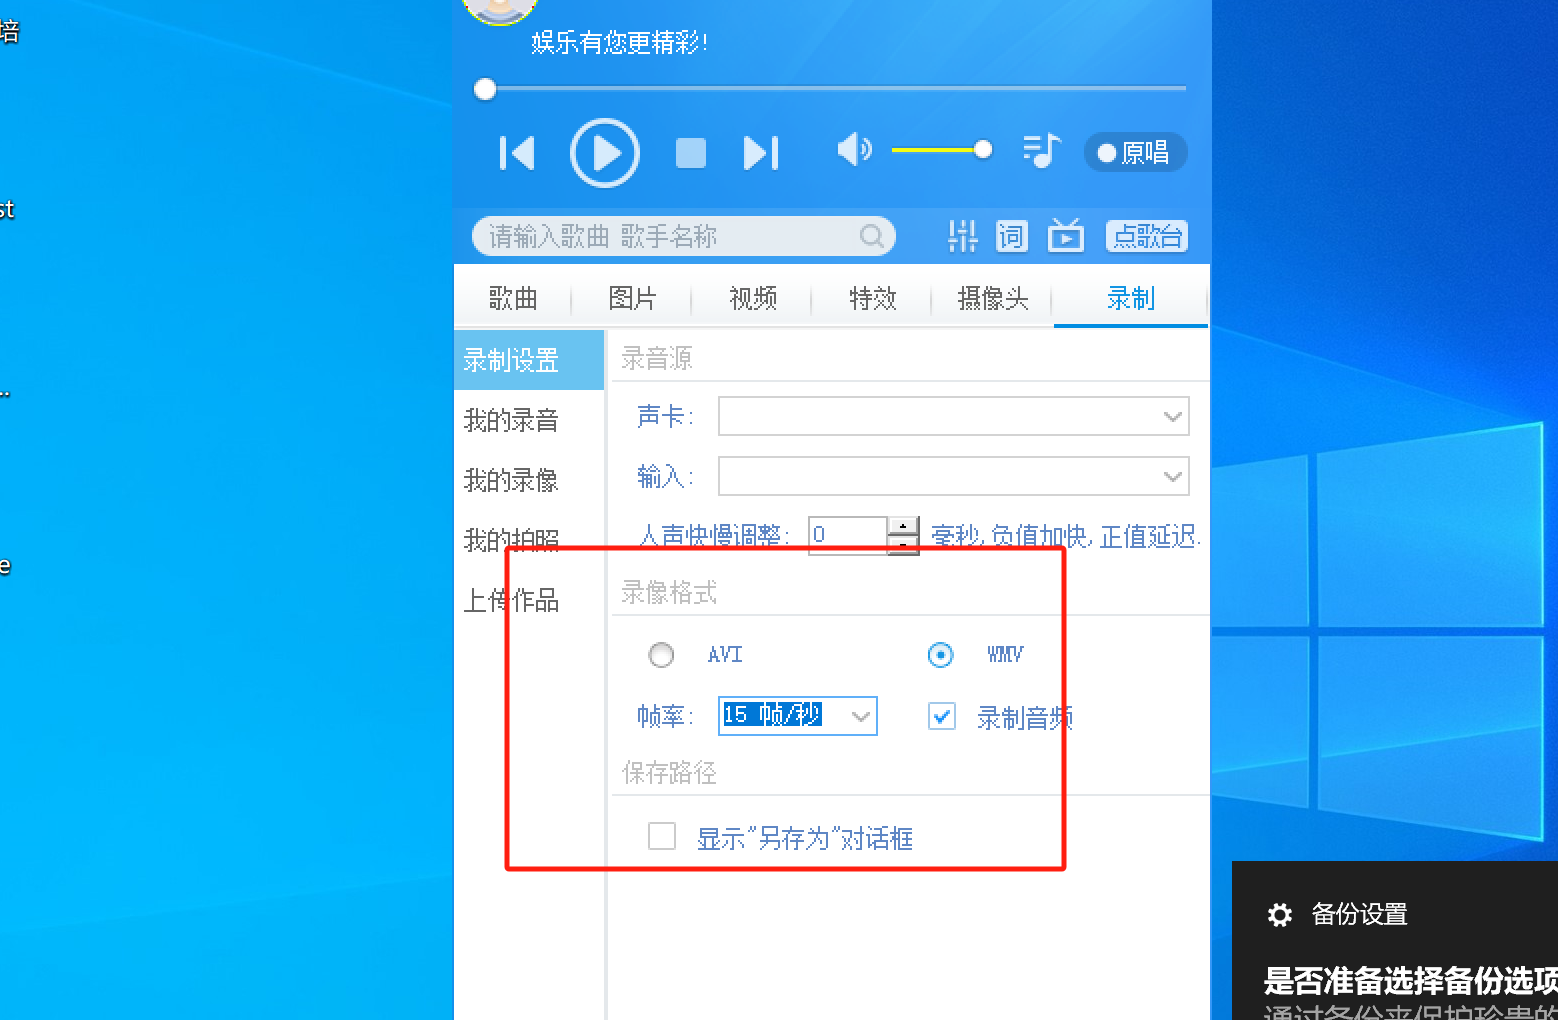 培
娱乐有您更精彩!
原唱
st
请输入歌曲 歌手名称
词
点歌台
歌曲 图片 视频 特效 摄像头 录制
录制设置
录音源
..
我的录音
声卡:
我的录像
输入:
我的拍照
人声快慢调整: 0 毫秒, 负值加快, 正值延迟.
e
上传作品
录像格式
AVI WMV
帧率: 15 帧/秒 录制音频
保存路径
显示"另存为"对话框
备份设置
是否准备选择备份选项
通过备份来保护珍贵的